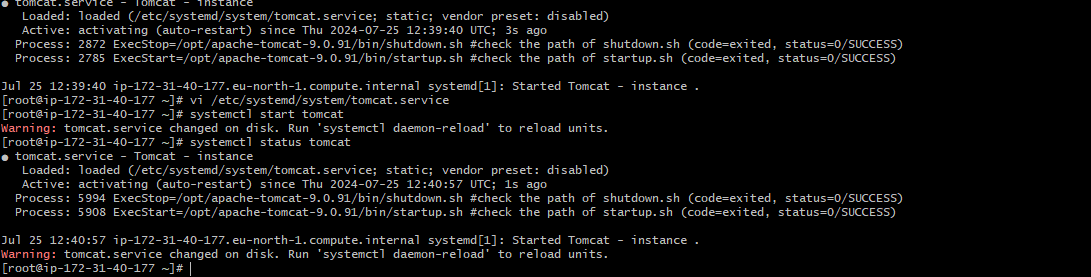 ● tomcat.service - Tomcat - instance
Loaded: loaded (/etc/systemd/system/tomcat.service; static; vendor preset: disabled)
Active: activating (auto-restart) since Thu 2024-07-25 12:39:40 UTC; 3s ago
Process: 2872 ExecStop=/opt/apache-tomcat-9.0.91/bin/shutdown.sh #check the path of shutdown.sh (code=exited, status=0/SUCCESS)
Process: 2785 ExecStart=/opt/apache-tomcat-9.0.91/bin/startup.sh #check the path of startup.sh (code=exited, status=0/SUCCESS)

Jul 25 12:39:40 ip-172-31-40-177.eu-north-1.compute.internal systemd[1]: Started Tomcat - instance .
[root@ip-172-31-40-177 ~]# vi /etc/systemd/system/tomcat.service
[root@ip-172-31-40-177 ~]# systemctl start tomcat
Warning: tomcat.service changed on disk. Run 'systemctl daemon-reload' to reload units.
[root@ip-172-31-40-177 ~]# systemctl status tomcat
● tomcat.service - Tomcat - instance
Loaded: loaded (/etc/systemd/system/tomcat.service; static; vendor preset: disabled)
Active: activating (auto-restart) since Thu 2024-07-25 12:40:57 UTC; 1s ago
Process: 5994 ExecStop=/opt/apache-tomcat-9.0.91/bin/shutdown.sh #check the path of shutdown.sh (code=exited, status=0/SUCCESS)
Process: 5908 ExecStart=/opt/apache-tomcat-9.0.91/bin/startup.sh #check the path of startup.sh (code=exited, status=0/SUCCESS)

Jul 25 12:40:57 ip-172-31-40-177.eu-north-1.compute.internal systemd[1]: Started Tomcat - instance .
Warning: tomcat.service changed on disk. Run 'systemctl daemon-reload' to reload units.
[root@ip-172-31-40-177 ~]#